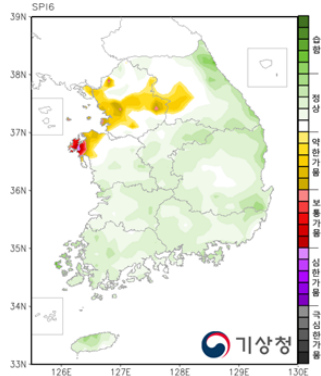 SPI6
39N
38N
37N
36N
35N
34N
33N
126E
127E
128E
129E
130E
습함
정상
약한가뭄
보통가뭄
심한가뭄
극심한가뭄
기상청